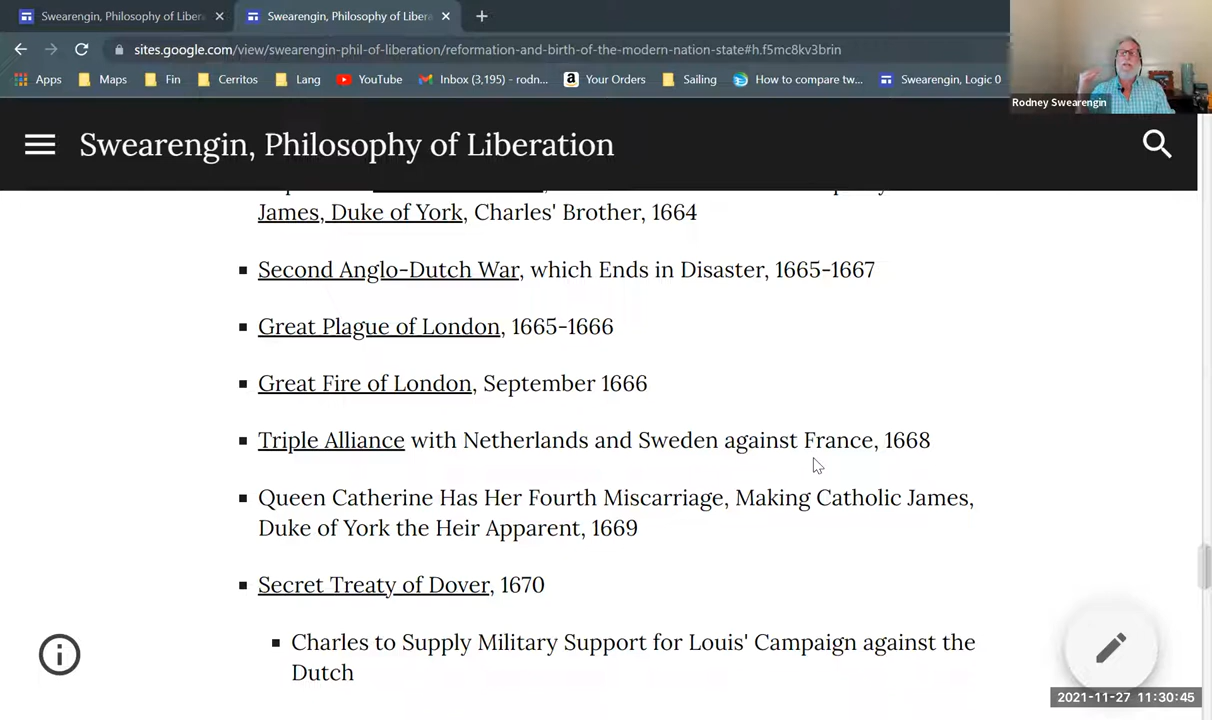 Swearengin, Philosophy of Liber
Swearengin, Philosophy of Libera
sites.google.com/view/swearengin-phil-of-liberation/reformation-and-birth-of-the-modern-nation-state#h.f5mc8kv3brin
Apps Maps Fin Cerritos Lang YouTube Inbox (3,195) - rodn... Your Orders Sailing How to compare tw... Swearengin, Logic 0
Rodney Swearengin
Swearengin, Philosophy of Liberation
James, Duke of York, Charles' Brother, 1664
Second Anglo-Dutch War, which Ends in Disaster, 1665-1667
Great Plague of London, 1665-1666
Great Fire of London, September 1666
Triple Alliance with Netherlands and Sweden against France, 1668
Queen Catherine Has Her Fourth Miscarriage, Making Catholic James,
Duke of York the Heir Apparent, 1669
Secret Treaty of Dover, 1670
Charles to Supply Military Support for Louis' Campaign against the
Dutch
2021-11-27 11:30:45